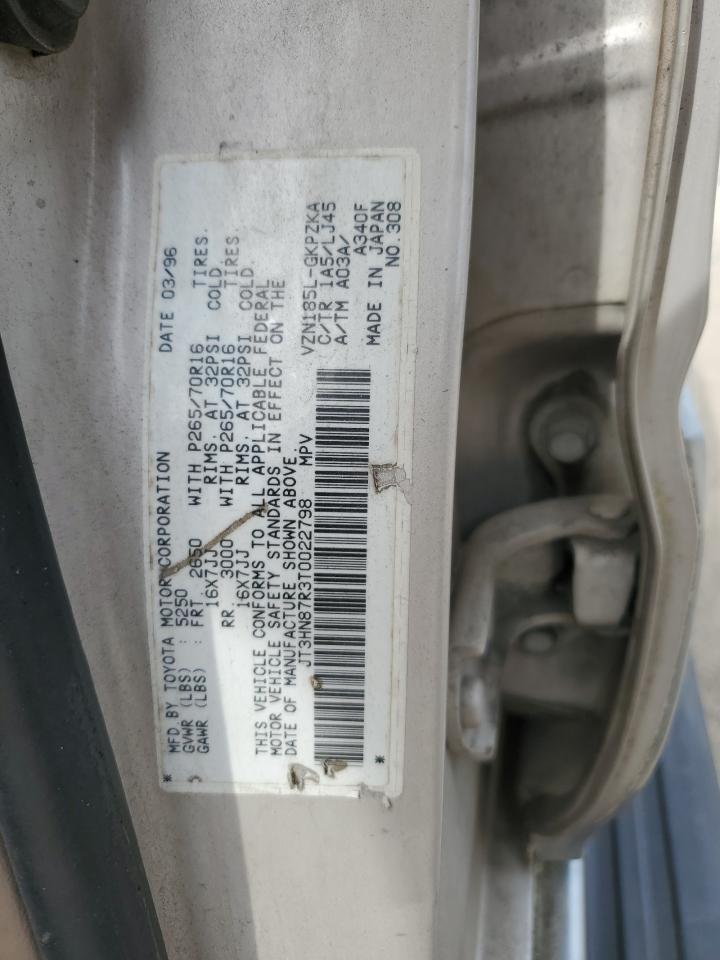 * MFD.BY TOYOTA MOTOR CORPORATION DATE 03/96
GVWR (LBS) : 5250
GAWR (LBS) : FRT. 2650 WITH P265/70R16 TIRES.
16X7JJ RIMS, AT 32PSI COLD
RR. 3000 WITH P265/70R16 TIRES
16X7JJ RIMS, AT 32PSI COLD
THIS VEHICLE CONFORMS TO ALL APPLICABLE FEDERAL
MOTOR VEHICLE SAFETY STANDARDS IN EFFECT ON THE
DATE OF MANUFACTURE SHOWN ABOVE.
JT3HN87R3T0022798 MPV VZN185L-GKPZKA
C/TR 1A5/LJ45
A/TM A03A/
A340F
* MADE IN JAPAN
NO.308